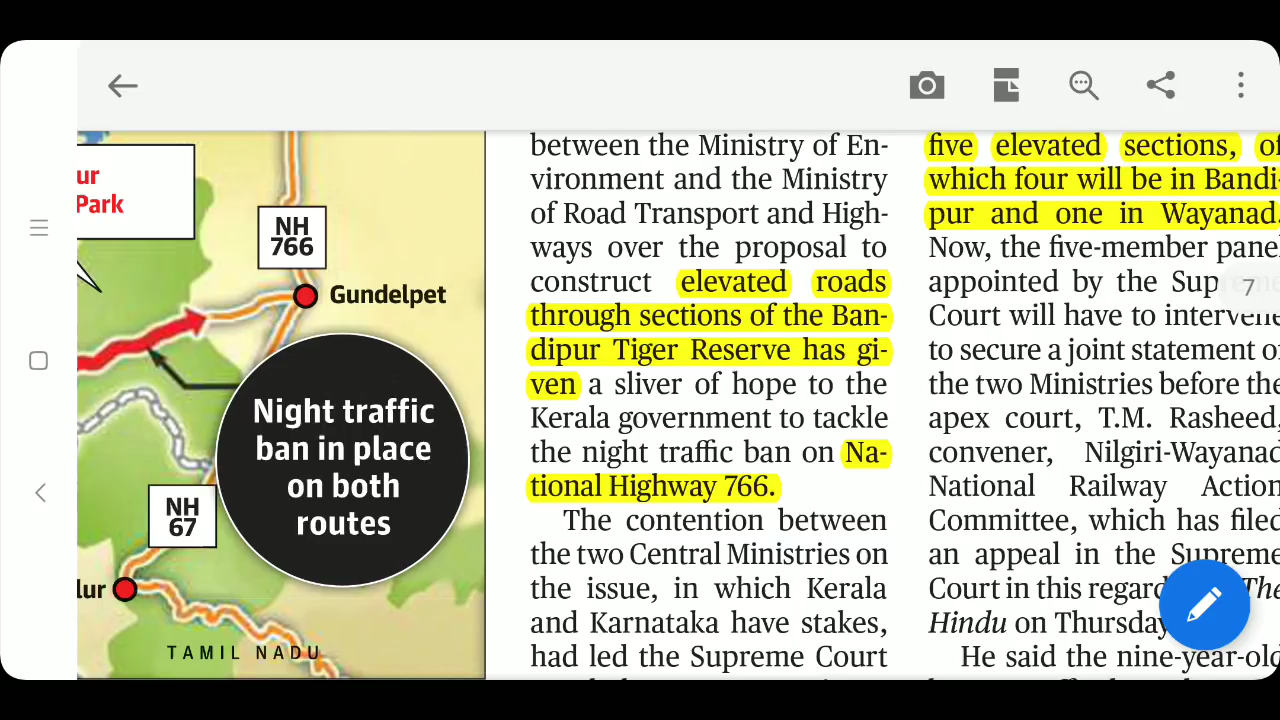 ur
Park
NH
766
Gundelpet
Night traffic
ban in place
on both
routes
NH
67
lur
TAMIL NADU
between the Ministry of En-
vironment and the Ministry
of Road Transport and High-
ways over the proposal to
construct elevated roads
through sections of the Ban-
dipur Tiger Reserve has gi-
ven a sliver of hope to the
Kerala government to tackle
the night traffic ban on Na-
tional Highway 766.
The contention between
the two Central Ministries on
the issue, in which Kerala
and Karnataka have stakes,
had led the Supreme Court
five elevated sections, of
which four will be in Bandi-
pur and one in Wayanad.
Now, the five-member panel
appointed by the Supreme
Court will have to intervene
to secure a joint statement of
the two Ministries before the
apex court, T.M. Rasheed,
convener, Nilgiri-Wayanad
National Railway Action
Committee, which has filed
an appeal in the Supreme
Court in this regard The
Hindu on Thursday
He said the nine-year-old
7